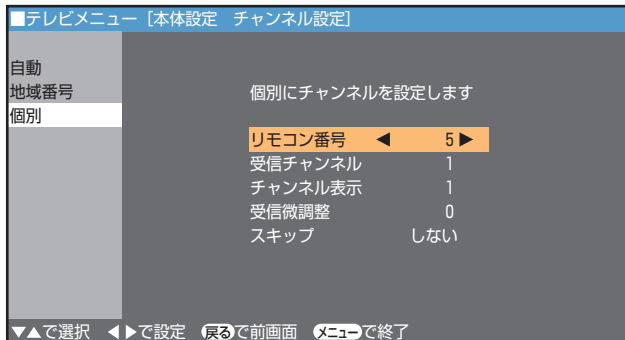 ■テレビメニュー [本体設定　チャンネル設定]
自動
地域番号
個別
個別にチャンネルを設定します
リモコン番号 ◀ 5 ▶
受信チャンネル 1
チャンネル表示 1
受信微調整 0
スキップ しない
▼▲で選択 ◀▶で設定 戻るで前画面 メニューで終了